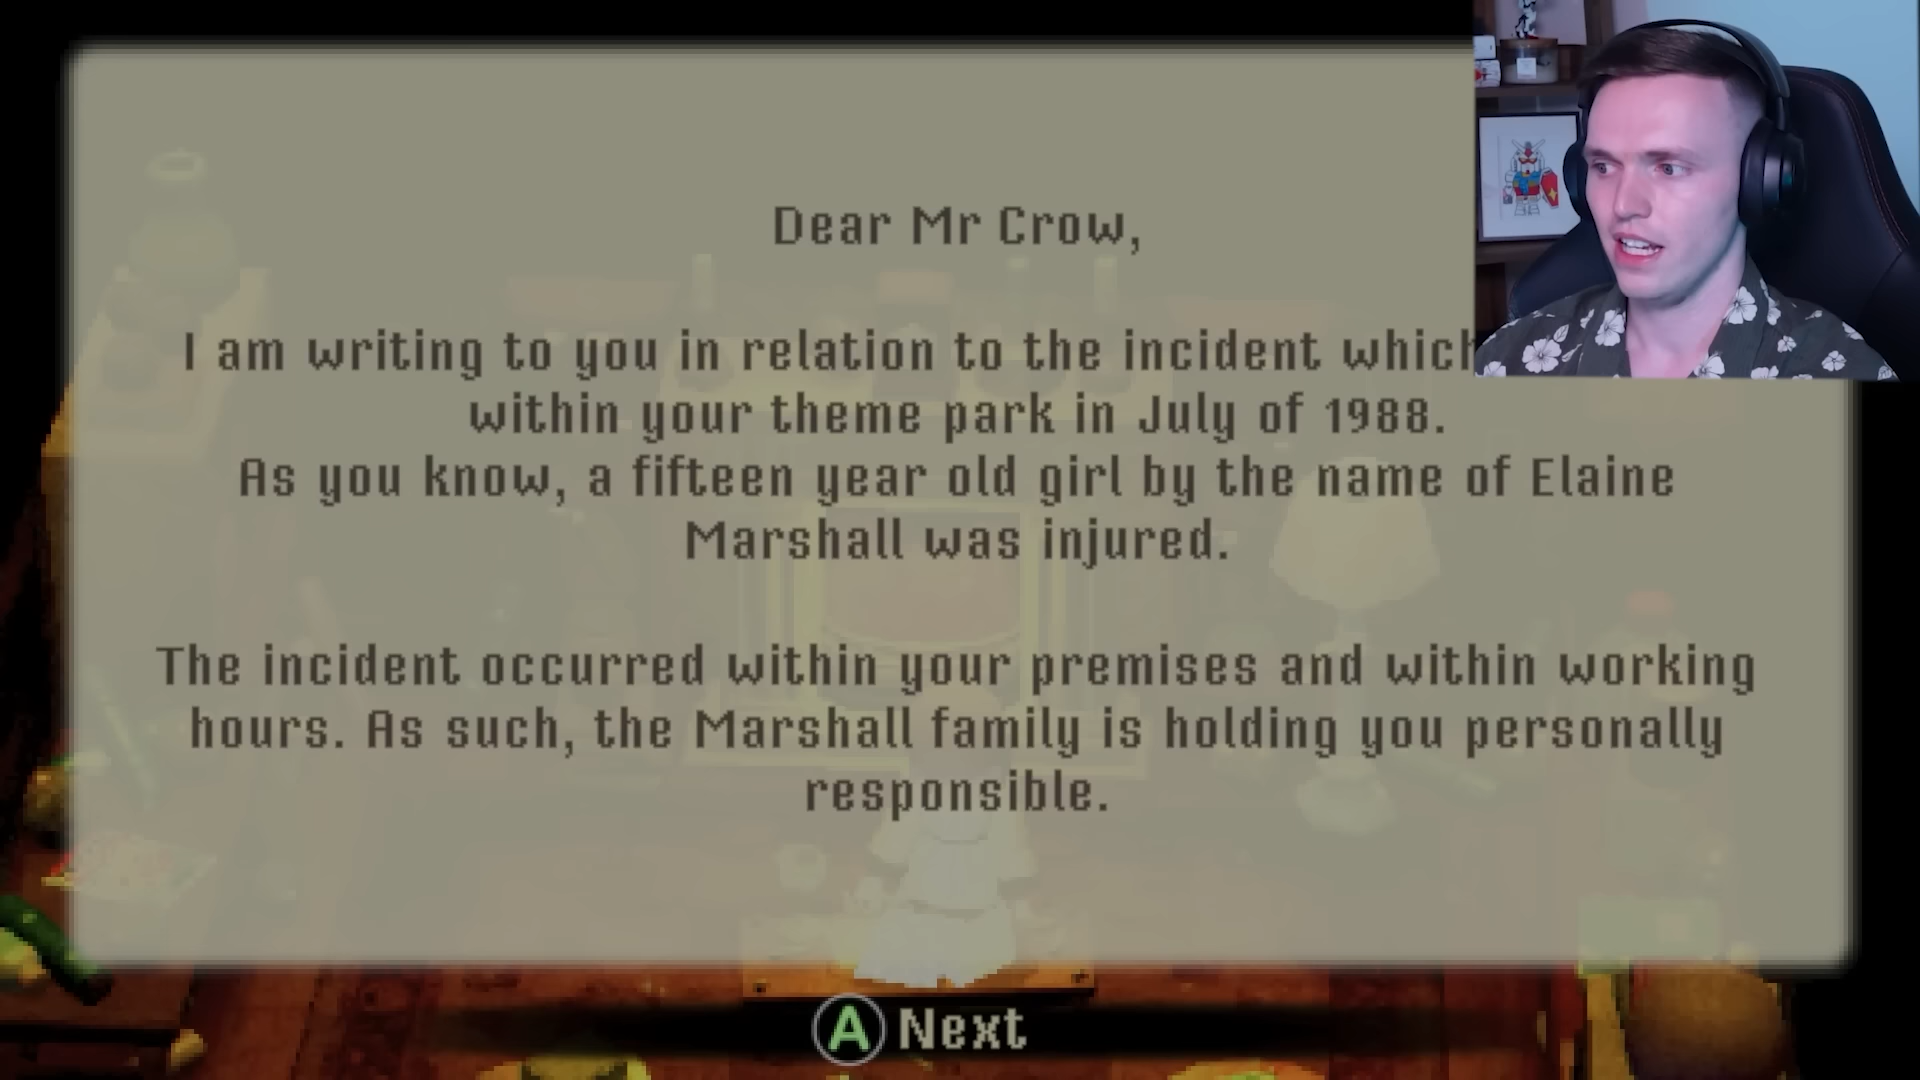 Dear Mr Crow,
I am writing to you in relation to the incident which
within your theme park in July of 1988.
As you know, a fifteen year old girl by the name of Elaine
Marshall was injured.
The incident occurred within your premises and within working
hours. As such, the Marshall family is holding you personally
responsible.
A Next